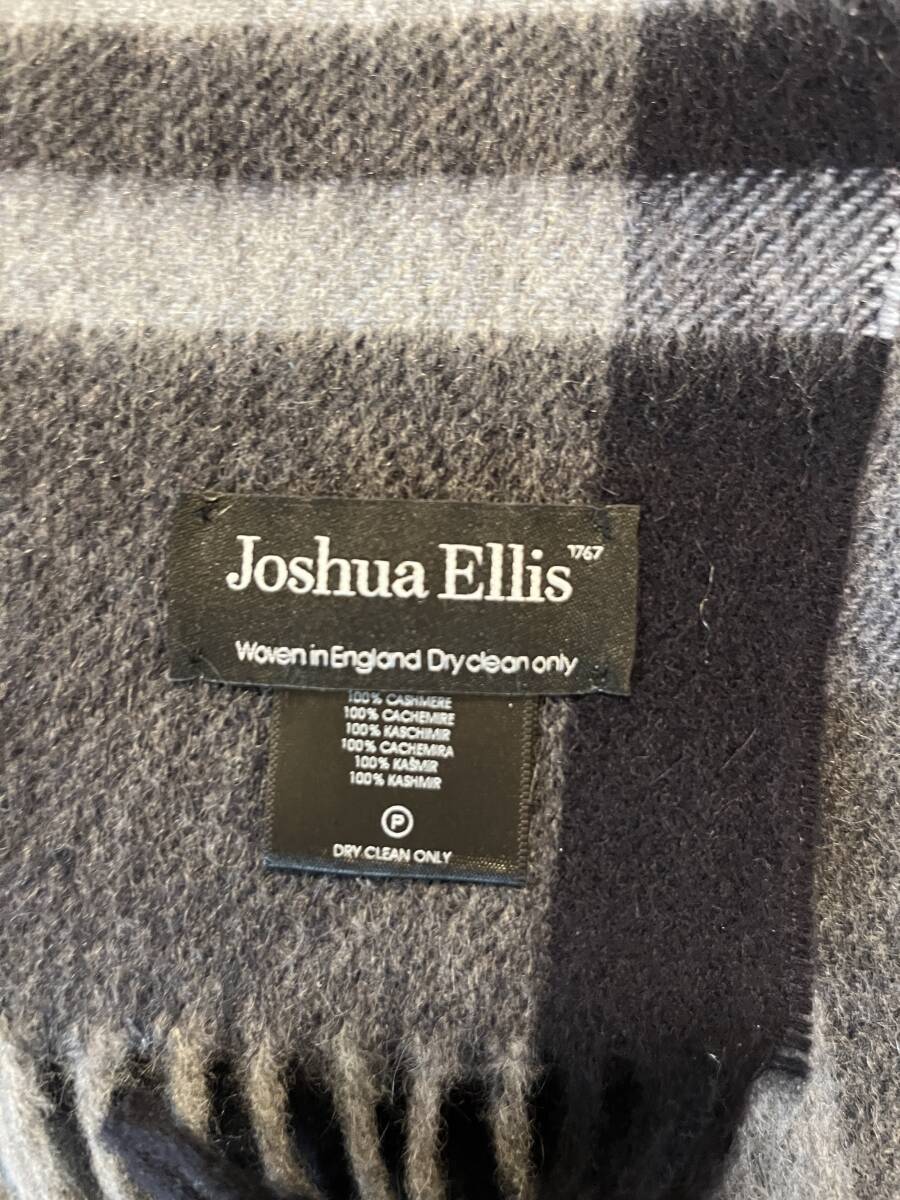 Joshua Ellis 1767
Woven in England Dry clean only
100% CASHMERE
100% CACHEMIRE
100% KASCHMIR
100% CACHEMIRA
100% KAŠMIR
100% KASHMIR
P
DRY CLEAN ONLY